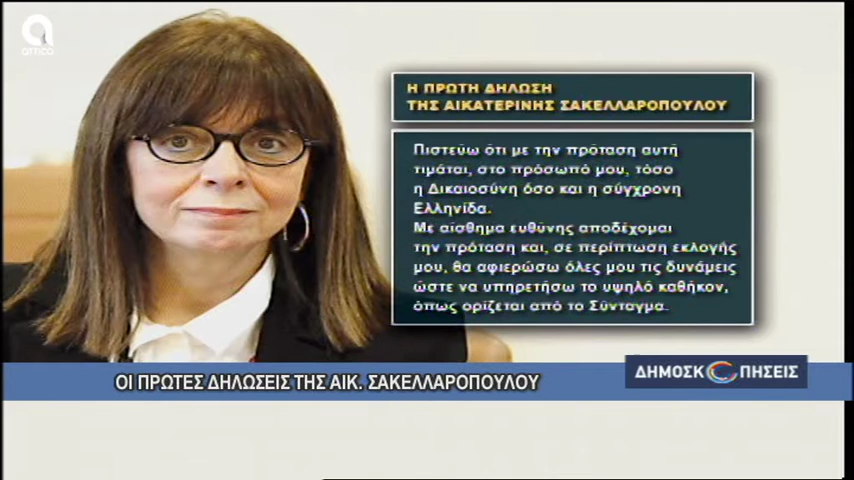 attica
Η ΠΡΩΤΗ ΔΗΛΩΣΗ
ΤΗΣ ΑΙΚΑΤΕΡΙΝΗΣ ΣΑΚΕΛΛΑΡΟΠΟΥΛΟΥ
Πιστεύω ότι με την πρόταση αυτή
τιμάται, στο πρόσωπό μου, τόσο
η Δικαιοσύνη όσο και η σύγχρονη
Ελληνίδα.
Με αίσθημα ευθύνης αποδέχομαι
την πρόταση και, σε περίπτωση εκλογής
μου, θα αφιερώσω όλες μου τις δυνάμεις
ώστε να υπηρετήσω το υψηλό καθήκον,
όπως ορίζεται από το Σύνταγμα.
ΟΙ ΠΡΩΤΕΣ ΔΗΛΩΣΕΙΣ ΤΗΣ ΑΙΚ. ΣΑΚΕΛΛΑΡΟΠΟΥΛΟΥ
ΔΗΜΟΣΚΟΠΗΣΕΙΣ